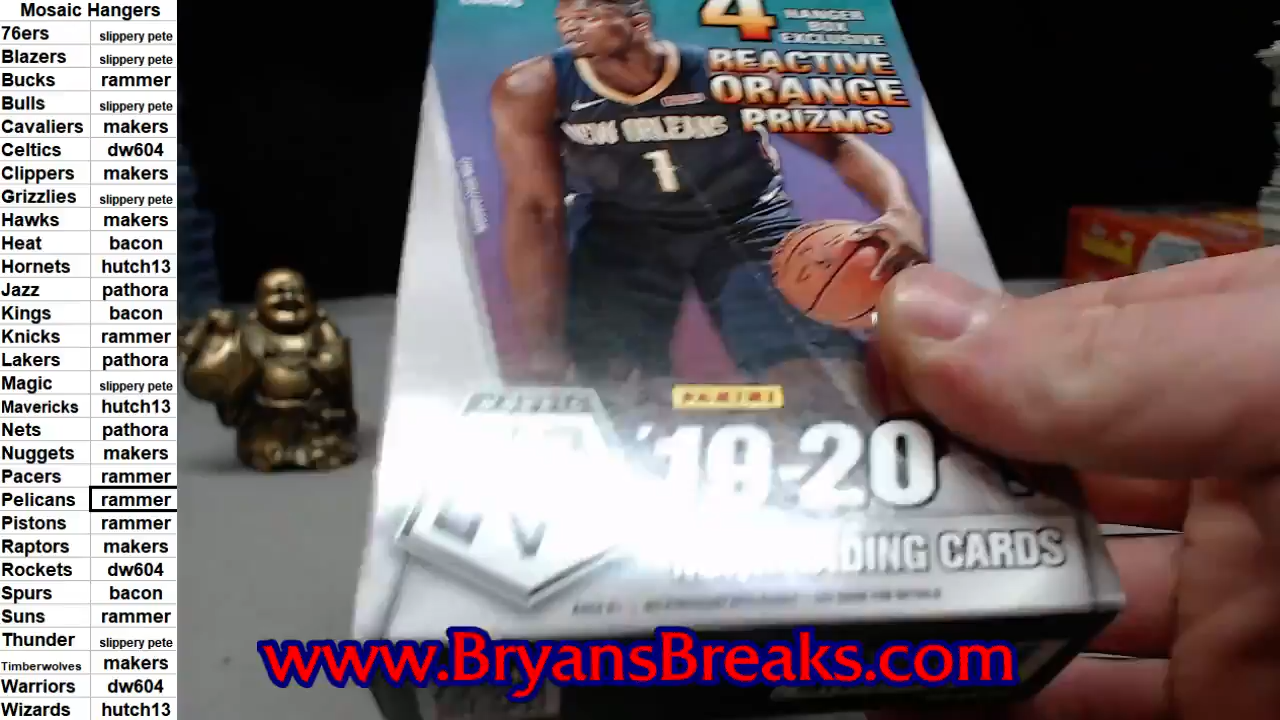 Mosaic Hangers
76ers slippery pete
Blazers slippery pete
Bucks rammer
Bulls slippery pete
Cavaliers makers
Celtics dw604
Clippers makers
Grizzlies slippery pete
Hawks makers
Heat bacon
Hornets hutch13
Jazz pathora
Kings bacon
Knicks rammer
Lakers pathora
Magic slippery pete
Mavericks hutch13
Nets pathora
Nuggets makers
Pacers rammer
Pelicans rammer
Pistons rammer
Raptors makers
Rockets dw604
Spurs bacon
Suns rammer
Thunder slippery pete
Timberwolves makers
Warriors dw604
Wizards hutch13
4 HANGER
BOX
EXCLUSIVE
REACTIVE
ORANGE
PRIZMS
NEW ORLEANS
1
PANINI
'19-20
CARDS
www.BryansBreaks.com